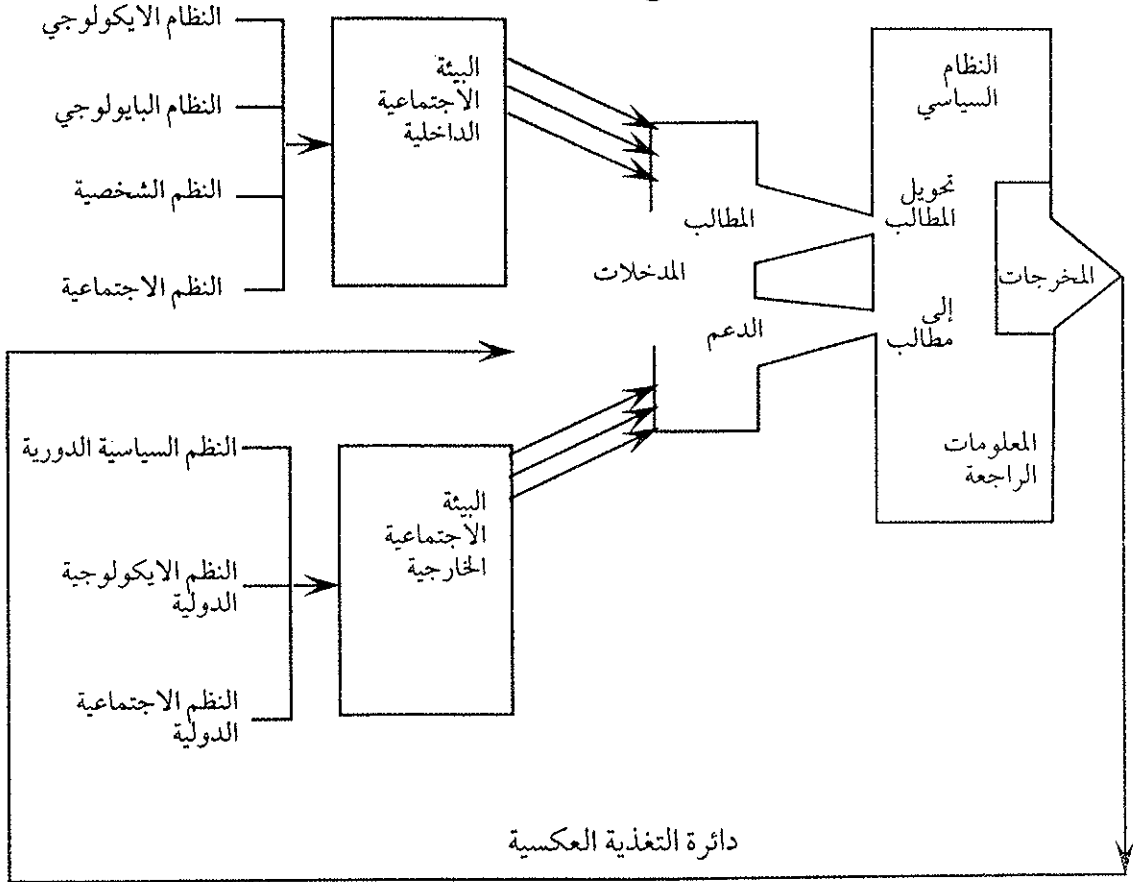 النظام الايكولوجي
النظام البايولوجي
النظم الشخصية
النظم الاجتماعية
البيئة
الاجتماعية
الداخلية
المطالب
المدخلات
الدعم
النظام
السياسي
تحويل
المطالب
إلى
مطالب
المخرجات
المعلومات
الراجعة
النظم السياسية الدورية
النظم الايكولوجية
الدولية
النظم الاجتماعية
الدولية
البيئة
الاجتماعية
الخارجية
دائرة التغذية العكسية